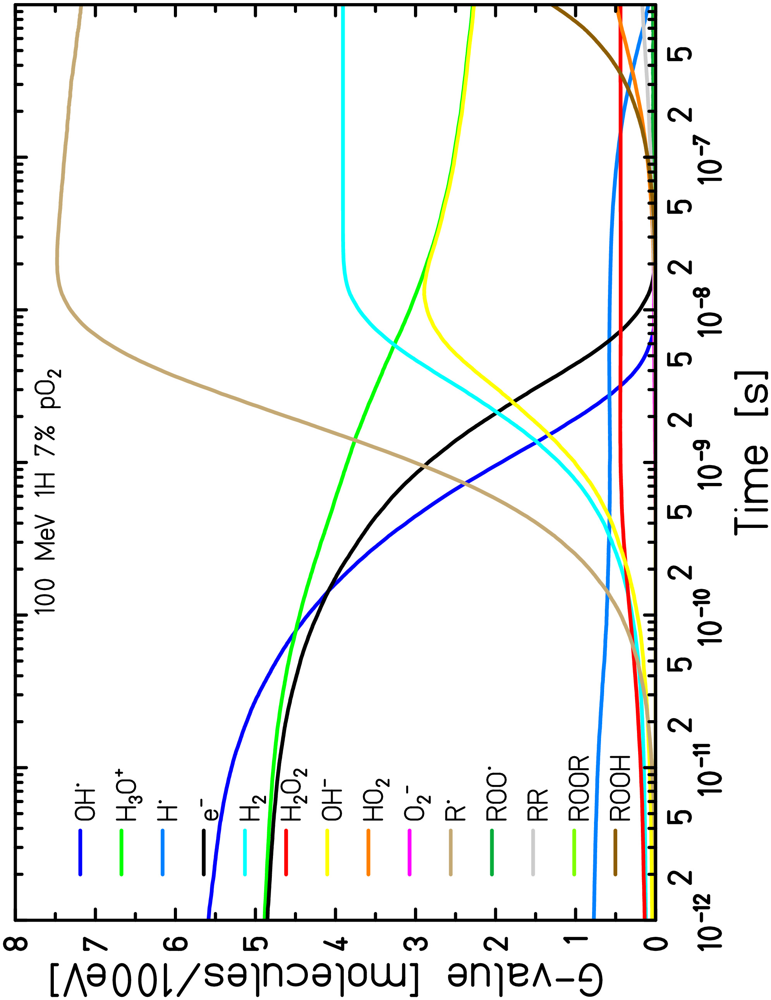 100 MeV 1H 7% pO₂
OH˙
H₃O⁺
H˙
e⁻
H₂
H₂O₂
OH⁻
HO₂
O₂⁻
R˙
ROO˙
RR
ROOR
ROOH
G-value [molecules/100eV]
8
7
6
5
4
3
2
1
0
2 5 2 5 2 5 2 5 2 5 2 5
10⁻¹² 10⁻¹¹ 10⁻¹⁰ 10⁻⁹ 10⁻⁸ 10⁻⁷
Time [s]